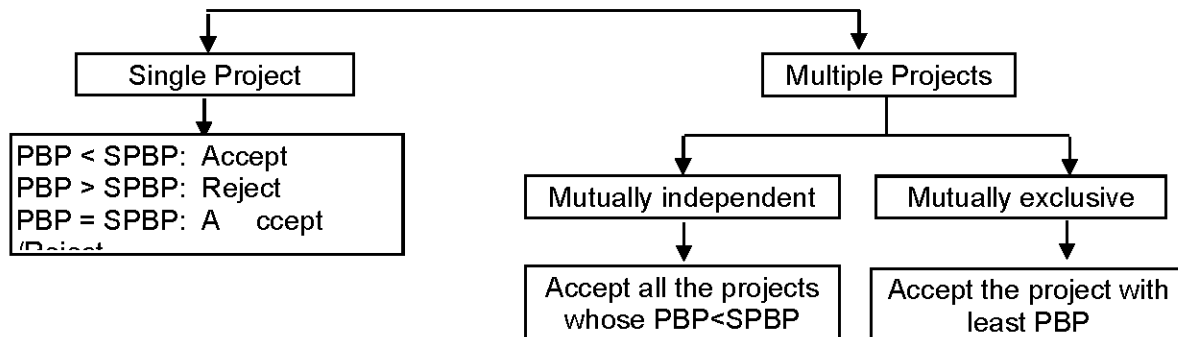 Single Project
Multiple Projects
PBP < SPBP: Accept
PBP > SPBP: Reject
PBP = SPBP: A ccept
/Reject
Mutually independent
Mutually exclusive
Accept all the projects
whose PBP<SPBP
Accept the project with
least PBP